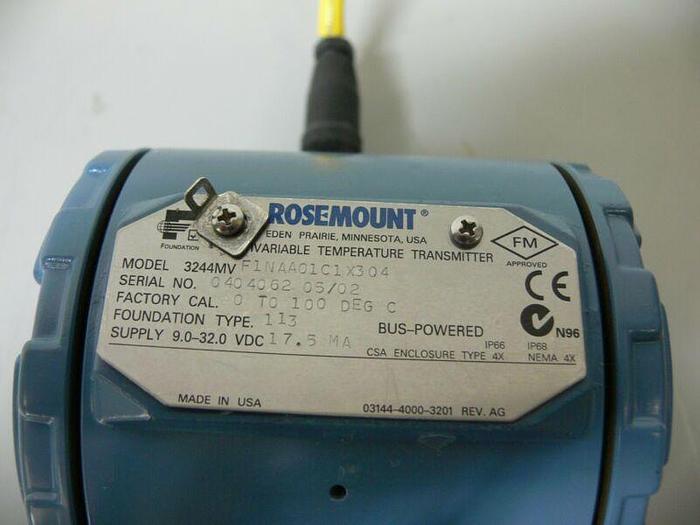 ROSEMOUNT®
EDEN PRAIRIE, MINNESOTA, USA
FOUNDATION
IVARIABLE TEMPERATURE TRANSMITTER
FM
APPROVED
MODEL 3244MV F1NAA01C1X304
SERIAL NO. 0404062 05/02
FACTORY CAL. 0 TO 100 DEG C
FOUNDATION TYPE. 113
BUS-POWERED
N96
SUPPLY 9.0–32.0 VDC 17.5 MA
IP66 IP68
CSA ENCLOSURE TYPE 4X NEMA 4X
MADE IN USA
03144-4000-3201 REV. AG